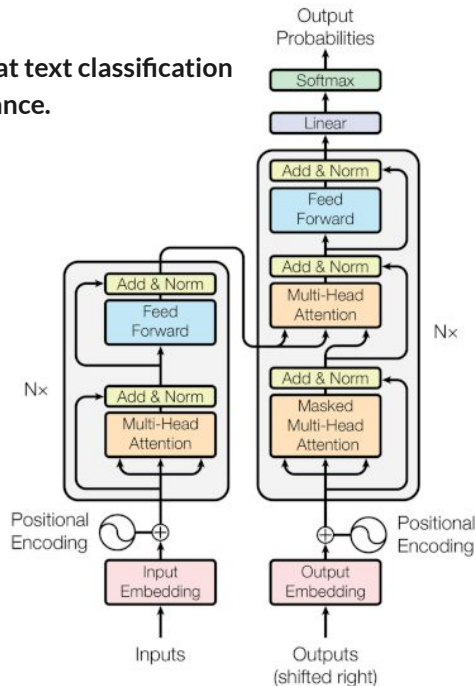 at text classification
ance.
Output
Probabilities
Softmax
Linear
Add & Norm
Feed
Forward
Add & Norm
Multi-Head
Attention
Nx
Add & Norm
Masked
Multi-Head
Attention
Positional
Encoding
Output
Embedding
Outputs
(shifted right)
Add & Norm
Feed
Forward
Nx
Add & Norm
Multi-Head
Attention
Positional
Encoding
Input
Embedding
Inputs